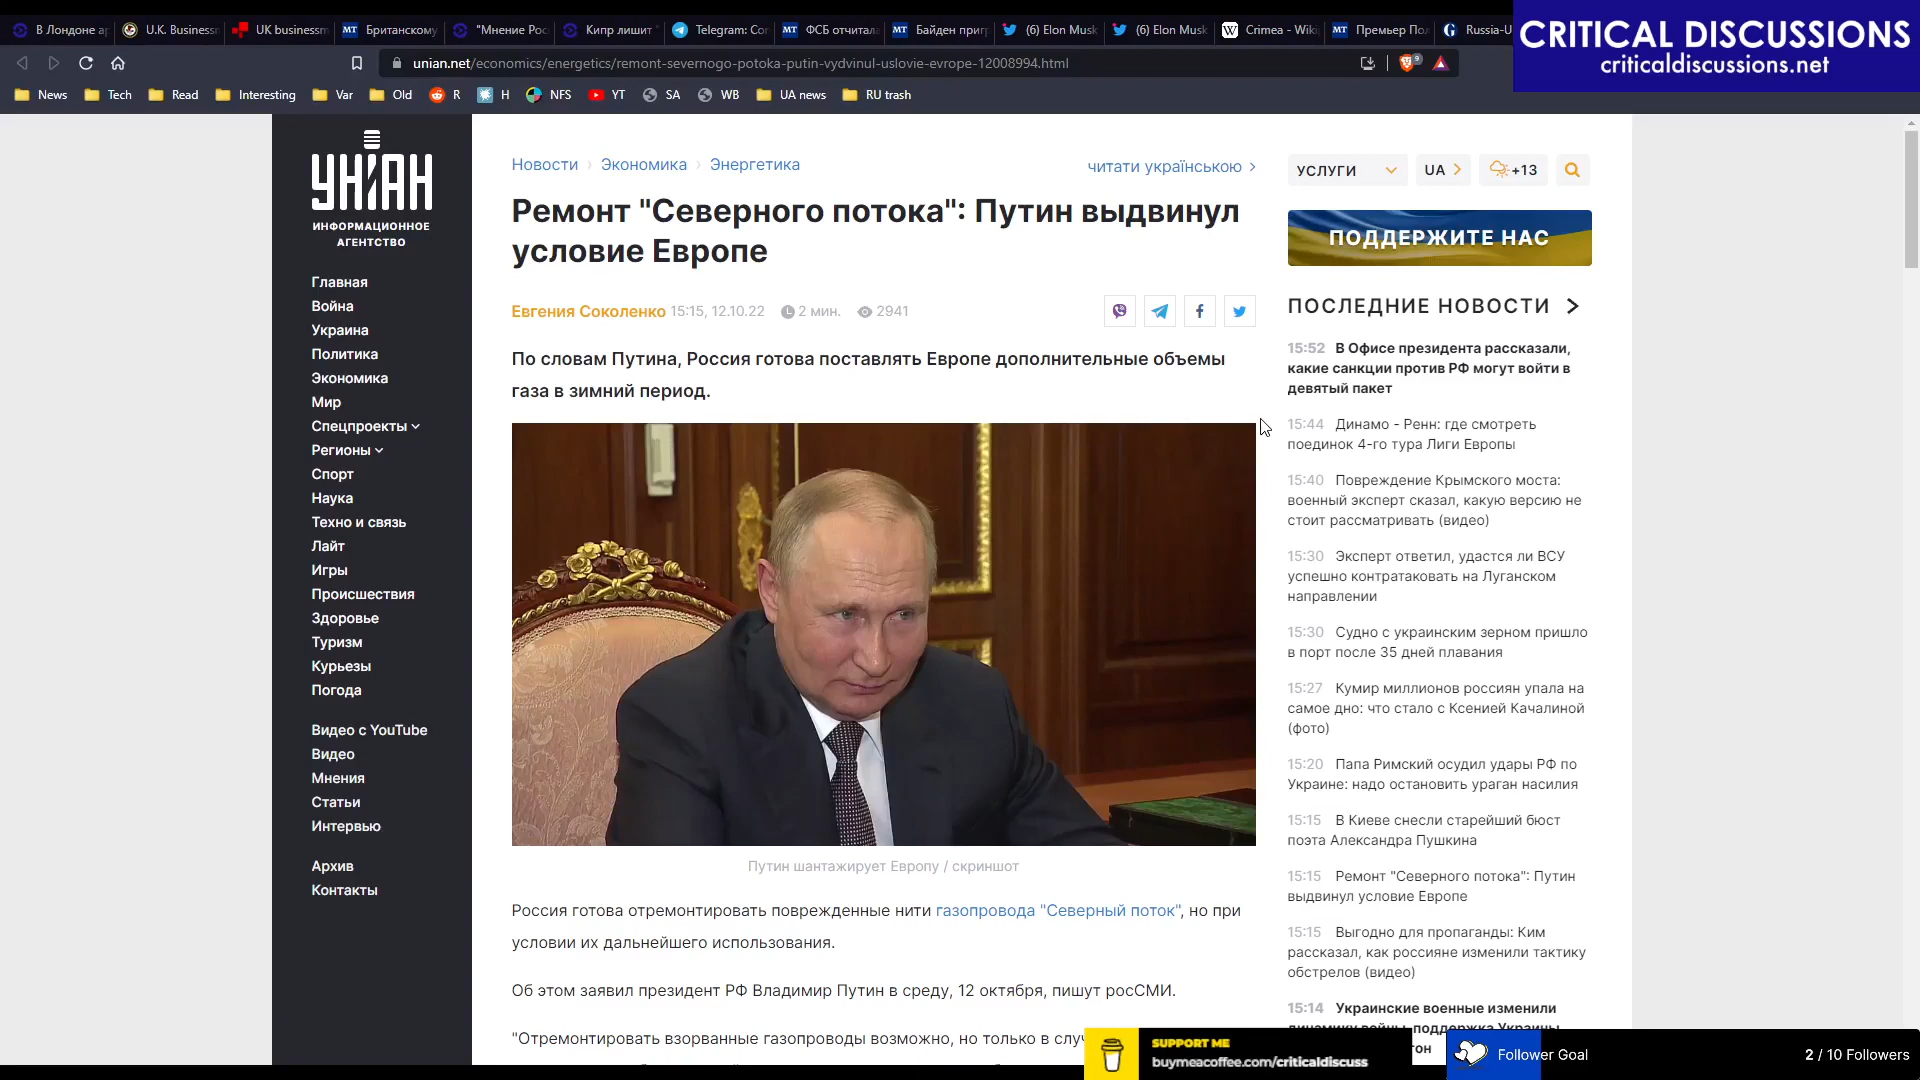 В Лондоне
U.K. Business
UK businessm
Британскому
"Мнение Рос
Кипр лишит
Telegram: Cor
ФСБ отчитала
Байден
(6) Elon Musk
(6) Elon Musk
Crimea - Wiki
Премьер По
Russia-U
CRITICAL DISCUSSIONS
criticaldiscussions.net
unian.net/economics/energetics/remont-severnogo-potoka-putin-vydvinul-uslovie-evrope-12008994.html
9
News
Tech
Read
Interesting
Var
Old
R
H
NFS
YT
SA
WB
UA news
RU trash
УНІАН
ИНФОРМАЦИОННОЕ
АГЕНТСТВО
Главная
Война
Украина
Политика
Экономика
Мир
Спецпроекты
Регионы
Спорт
Наука
Техно и связь
Лайт
Игры
Происшествия
Здоровье
Туризм
Курьезы
Погода
Видео с YouTube
Видео
Мнения
Статьи
Интервью
Архив
Контакты
Новости › Экономика › Энергетика
читати українською >
Ремонт "Северного потока": Путин выдвинул
условие Европе
Евгения Соколенко 15:15, 12.10.22 2 мин. 2941
По словам Путина, Россия готова поставлять Европе дополнительные объемы
газа в зимний период.
Путин шантажирует Европу / скриншот
Россия готова отремонтировать поврежденные нити газопровода "Северный поток", но при
условии их дальнейшего использования.
Об этом заявил президент РФ Владимир Путин в среду, 12 октября, пишут росСМИ.
"Отремонтировать взорванные газопроводы возможно, но только в слу
УСЛУГИ
UA
+13
ПОДДЕРЖИТЕ НАС
ПОСЛЕДНИЕ НОВОСТИ
15:52 В Офисе президента рассказали,
какие санкции против РФ могут войти в
девятый пакет
15:44 Динамо - Ренн: где смотреть
поединок 4-го тура Лиги Европы
15:40 Повреждение Крымского моста:
военный эксперт сказал, какую версию не
стоит рассматривать (видео)
15:30 Эксперт ответил, удастся ли ВСУ
успешно контратаковать на Луганском
направлении
15:30 Судно с украинским зерном пришло
в порт после 35 дней плавания
15:27 Кумир миллионов россиян упала на
самое дно: что стало с Ксенией Качалиной
(фото)
15:20 Папа Римский осудил удары РФ по
Украине: надо остановить ураган насилия
15:15 В Киеве снесли старейший бюст
поэта Александра Пушкина
15:15 Ремонт "Северного потока": Путин
выдвинул условие Европе
15:15 Выгодно для пропаганды: Ким
рассказал, как россияне изменили тактику
обстрелов (видео)
15:14 Украинские военные изменили
динамику войны, поддержка Украины
тон
SUPPORT ME
buymeacoffee.com/criticaldiscuss
Follower Goal
2 / 10 Followers